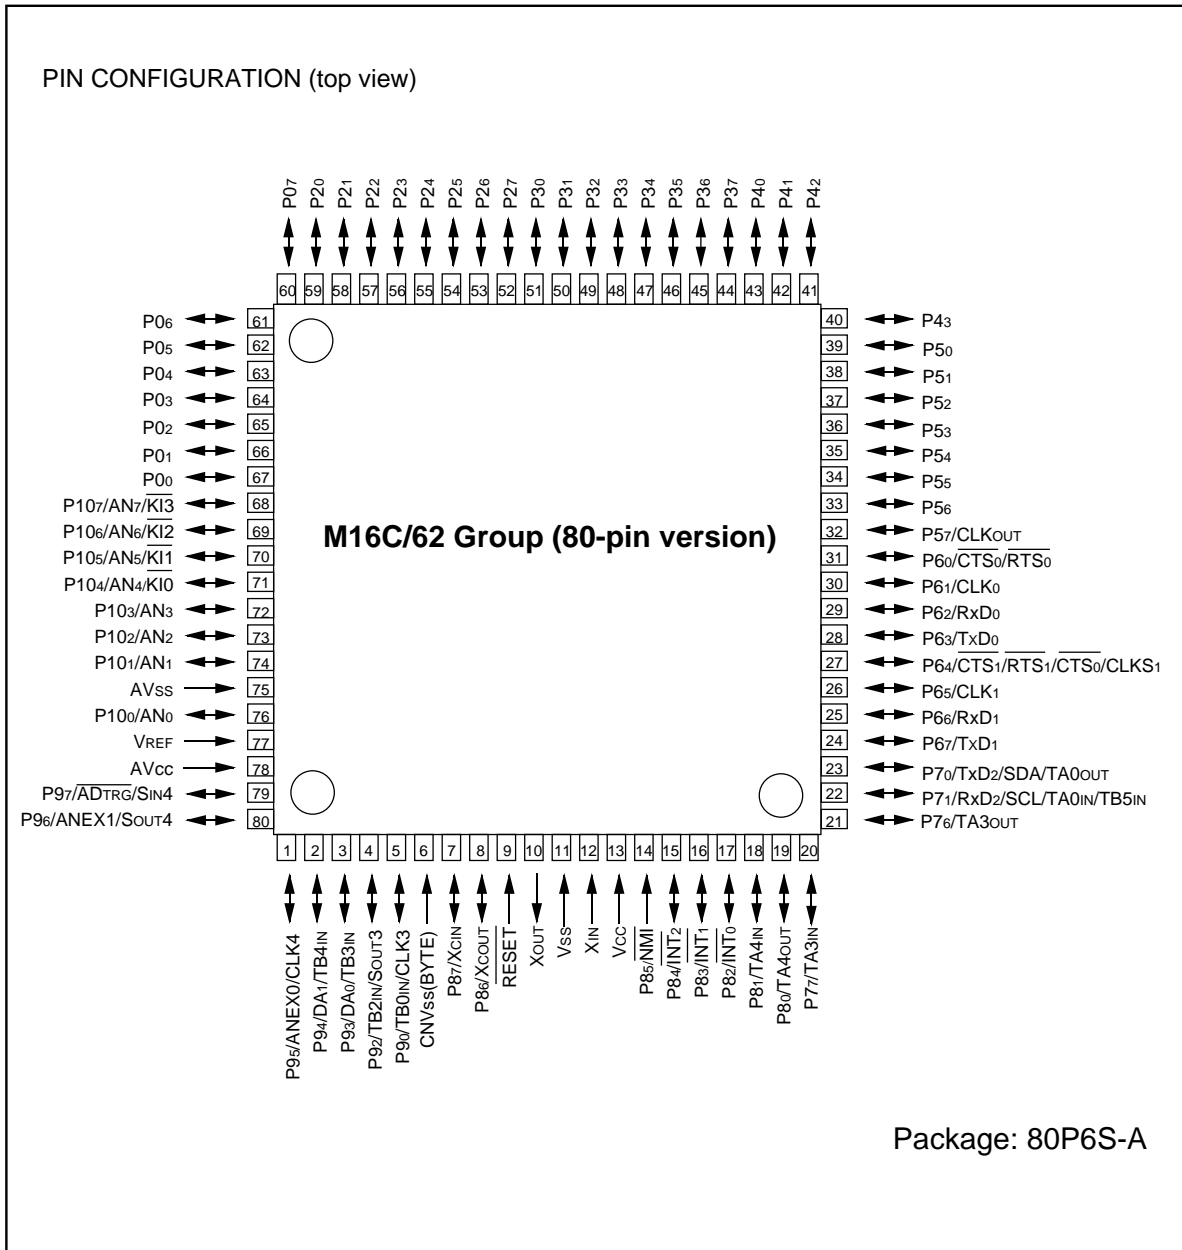 PIN CONFIGURATION (top view)
P07
P20
P21
P22
P23
P24
P25
P26
P27
P30
P31
P32
P33
P34
P35
P36
P37
P40
P41
P42
60
59
58
57
56
55
54
53
52
51
50
49
48
47
46
45
44
43
42
41
P06 61
P05 62
P04 63
P03 64
P02 65
P01 66
P00 67
P107/AN7/KI3 68
P106/AN6/KI2 69
P105/AN5/KI1 70
P104/AN4/KI0 71
P103/AN3 72
P102/AN2 73
P101/AN1 74
AVss 75
P100/AN0 76
VREF 77
AVcc 78
P97/ADTRG/SIN4 79
P96/ANEX1/SOUT4 80
M16C/62 Group (80-pin version)
40 P43
39 P50
38 P51
37 P52
36 P53
35 P54
34 P55
33 P56
32 P57/CLKOUT
31 P60/CTS0/RTS0
30 P61/CLK0
29 P62/RxD0
28 P63/TxD0
27 P64/CTS1/RTS1/CTS0/CLKS1
26 P65/CLK1
25 P66/RxD1
24 P67/TxD1
23 P70/TxD2/SDA/TA0OUT
22 P71/RxD2/SCL/TA0IN/TB5IN
21 P76/TA3OUT
1
2
3
4
5
6
7
8
9
10
11
12
13
14
15
16
17
18
19
20
P95/ANEX0/CLK4
P94/DA1/TB4IN
P93/DA0/TB3IN
P92/TB2IN/SOUT3
P90/TB0IN/CLK3
CNVss(BYTE)
P87/XCIN
P86/XCOUT
RESET
XOUT
Vss
XIN
Vcc
P85/NMI
P84/INT2
P83/INT1
P82/INT0
P81/TA4IN
P80/TA4OUT
P77/TA3IN
Package: 80P6S-A